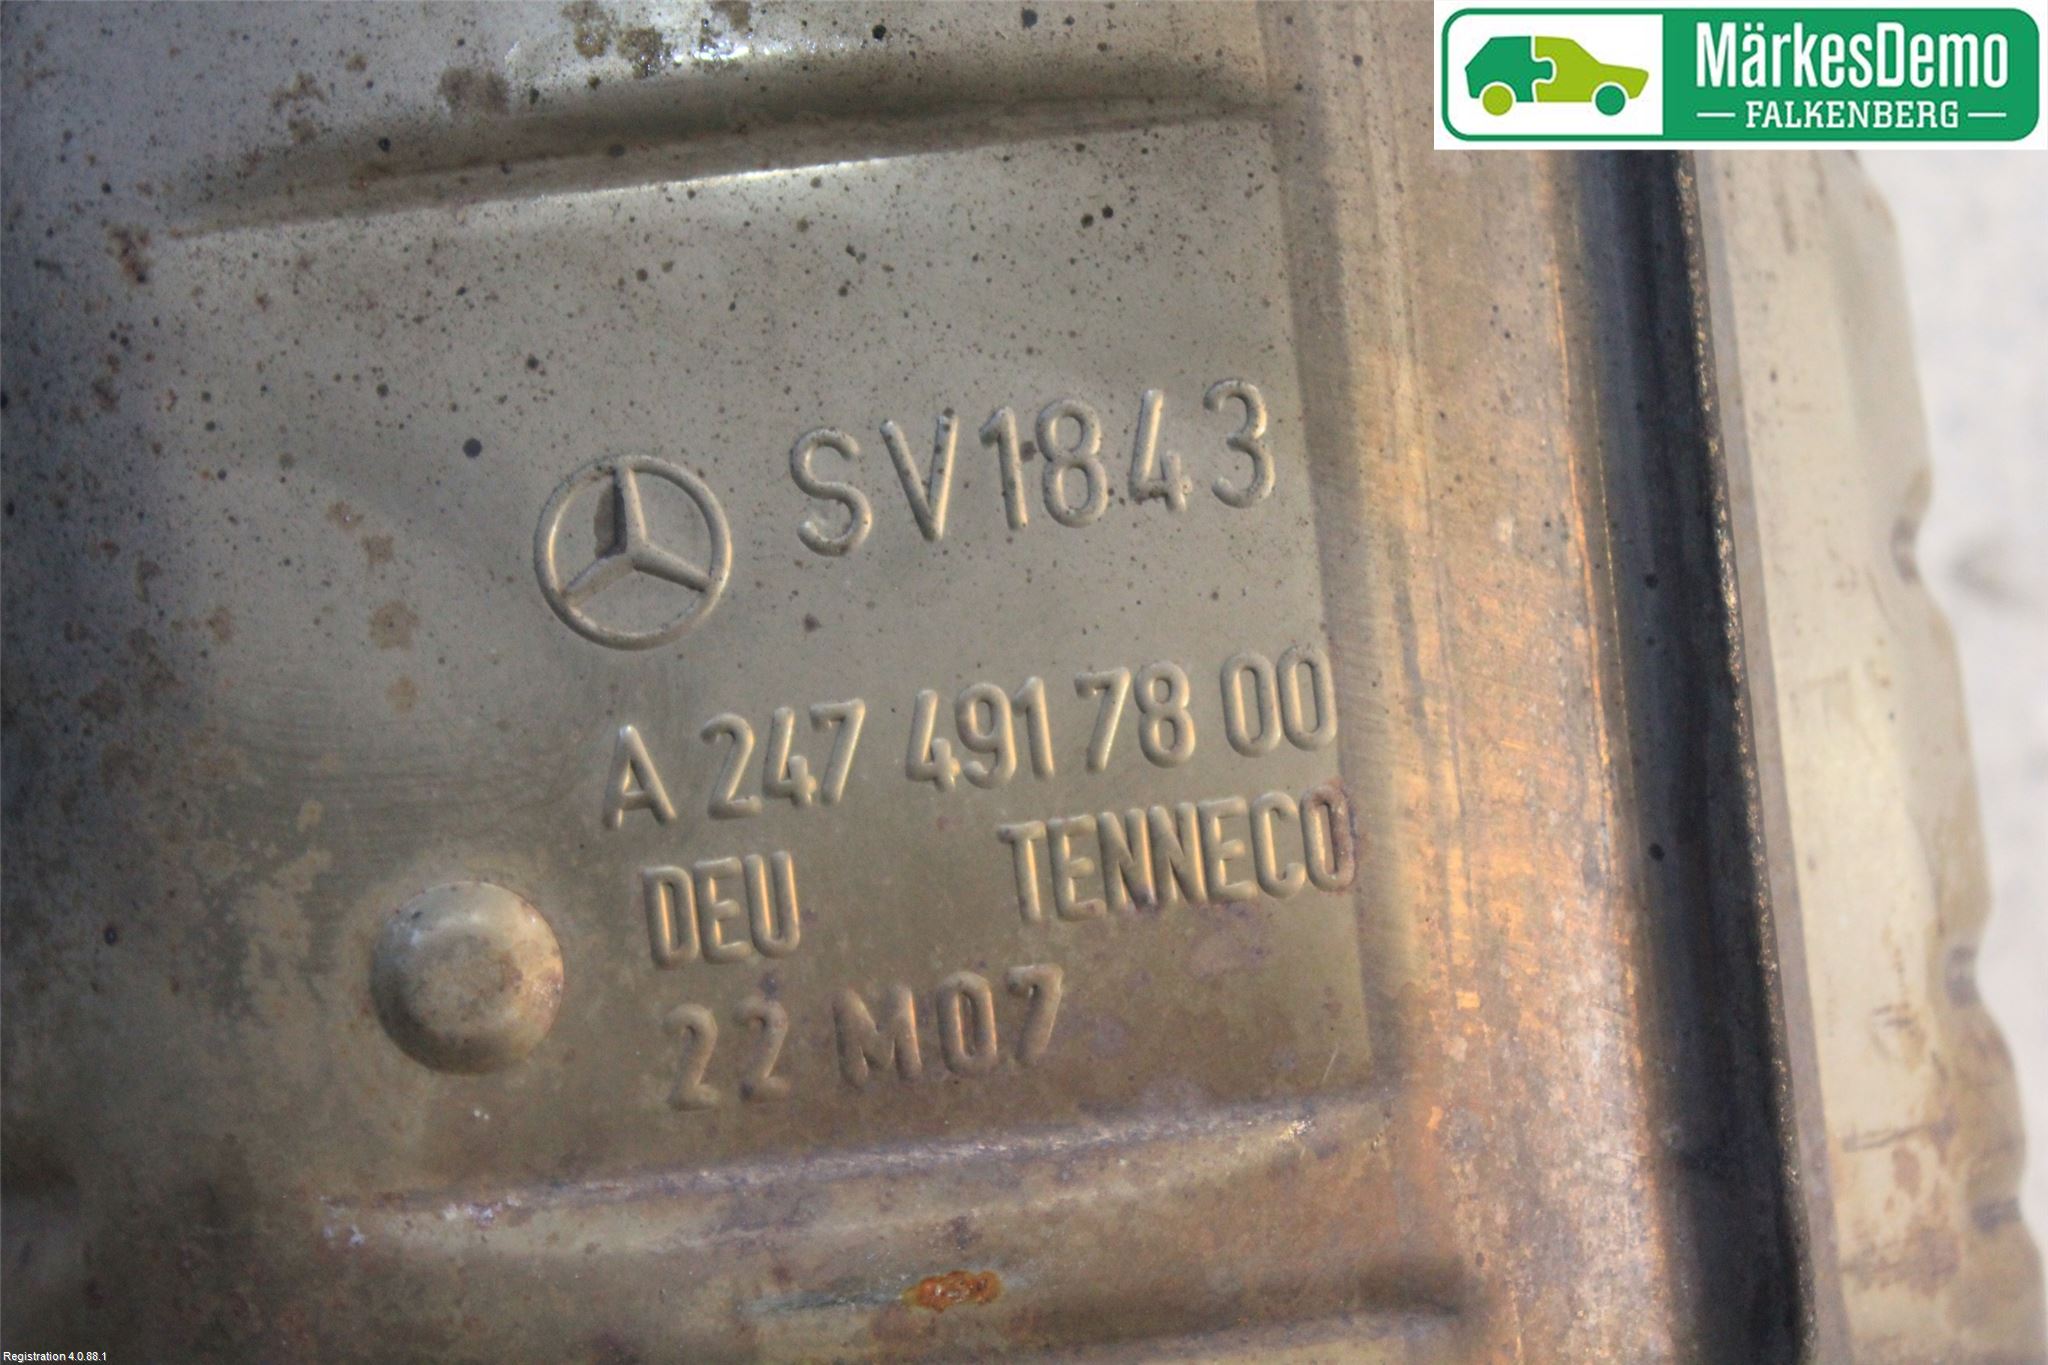 MärkesDemo
FALKENBERG
SV1843
A 247 491 78 00
DEU TENNECO
22 M07
Registration 4.0.88.1